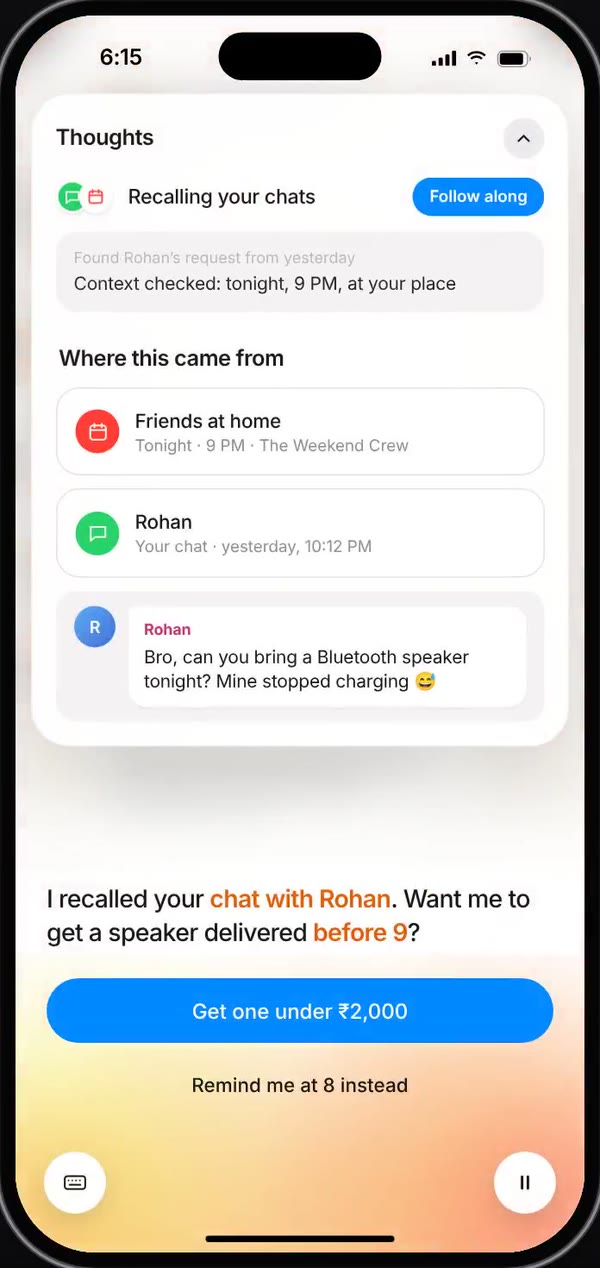 6:15
Thoughts
Recalling your chats
Follow along
Found Rohan's request from yesterday
Context checked: tonight, 9 PM, at your place
Where this came from
Friends at home
Tonight · 9 PM · The Weekend Crew
Rohan
Your chat · yesterday, 10:12 PM
R
Rohan
Bro, can you bring a Bluetooth speaker
tonight? Mine stopped charging 😅
I recalled your chat with Rohan. Want me to
get a speaker delivered before 9?
Get one under ₹2,000
Remind me at 8 instead